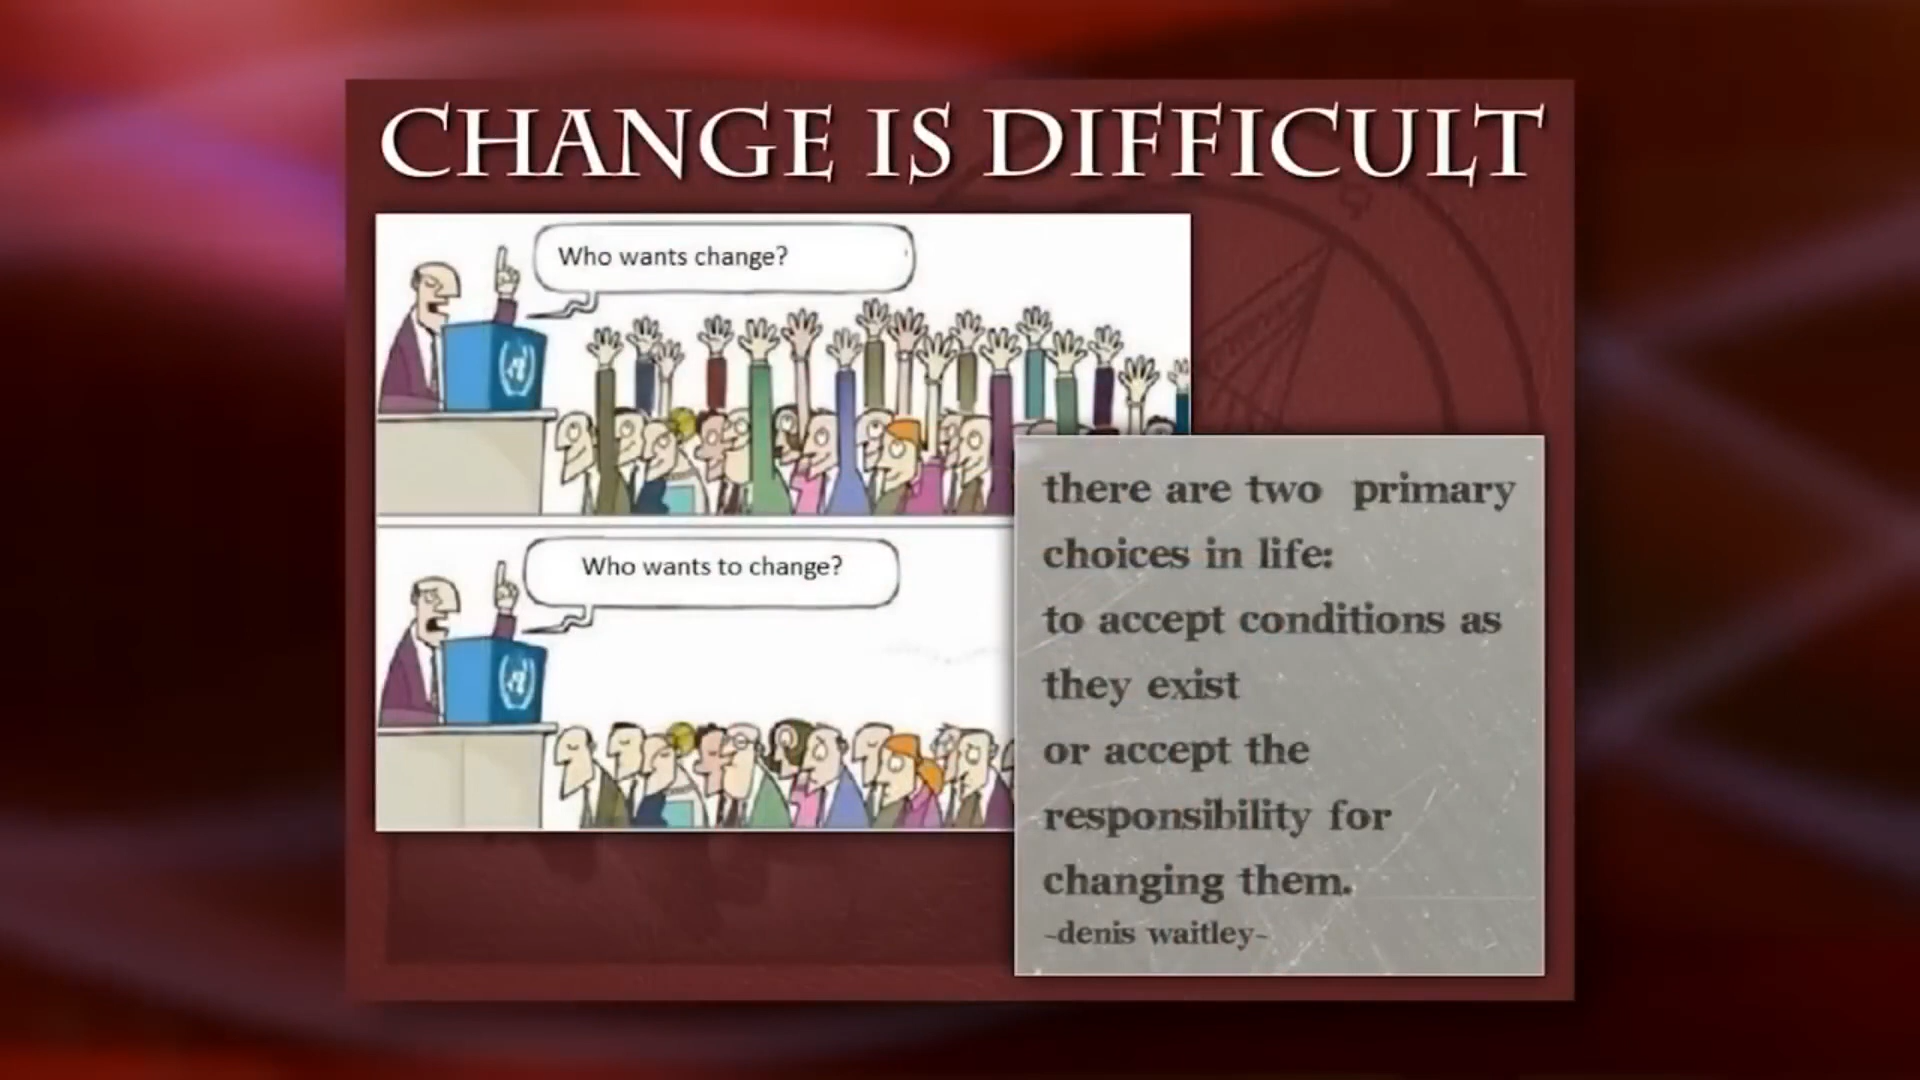 CHANGE IS DIFFICULT
Who wants change?
Who wants to change?
there are two primary
choices in life:
to accept conditions as
they exist
or accept the
responsibility for
changing them.
-denis waitley-